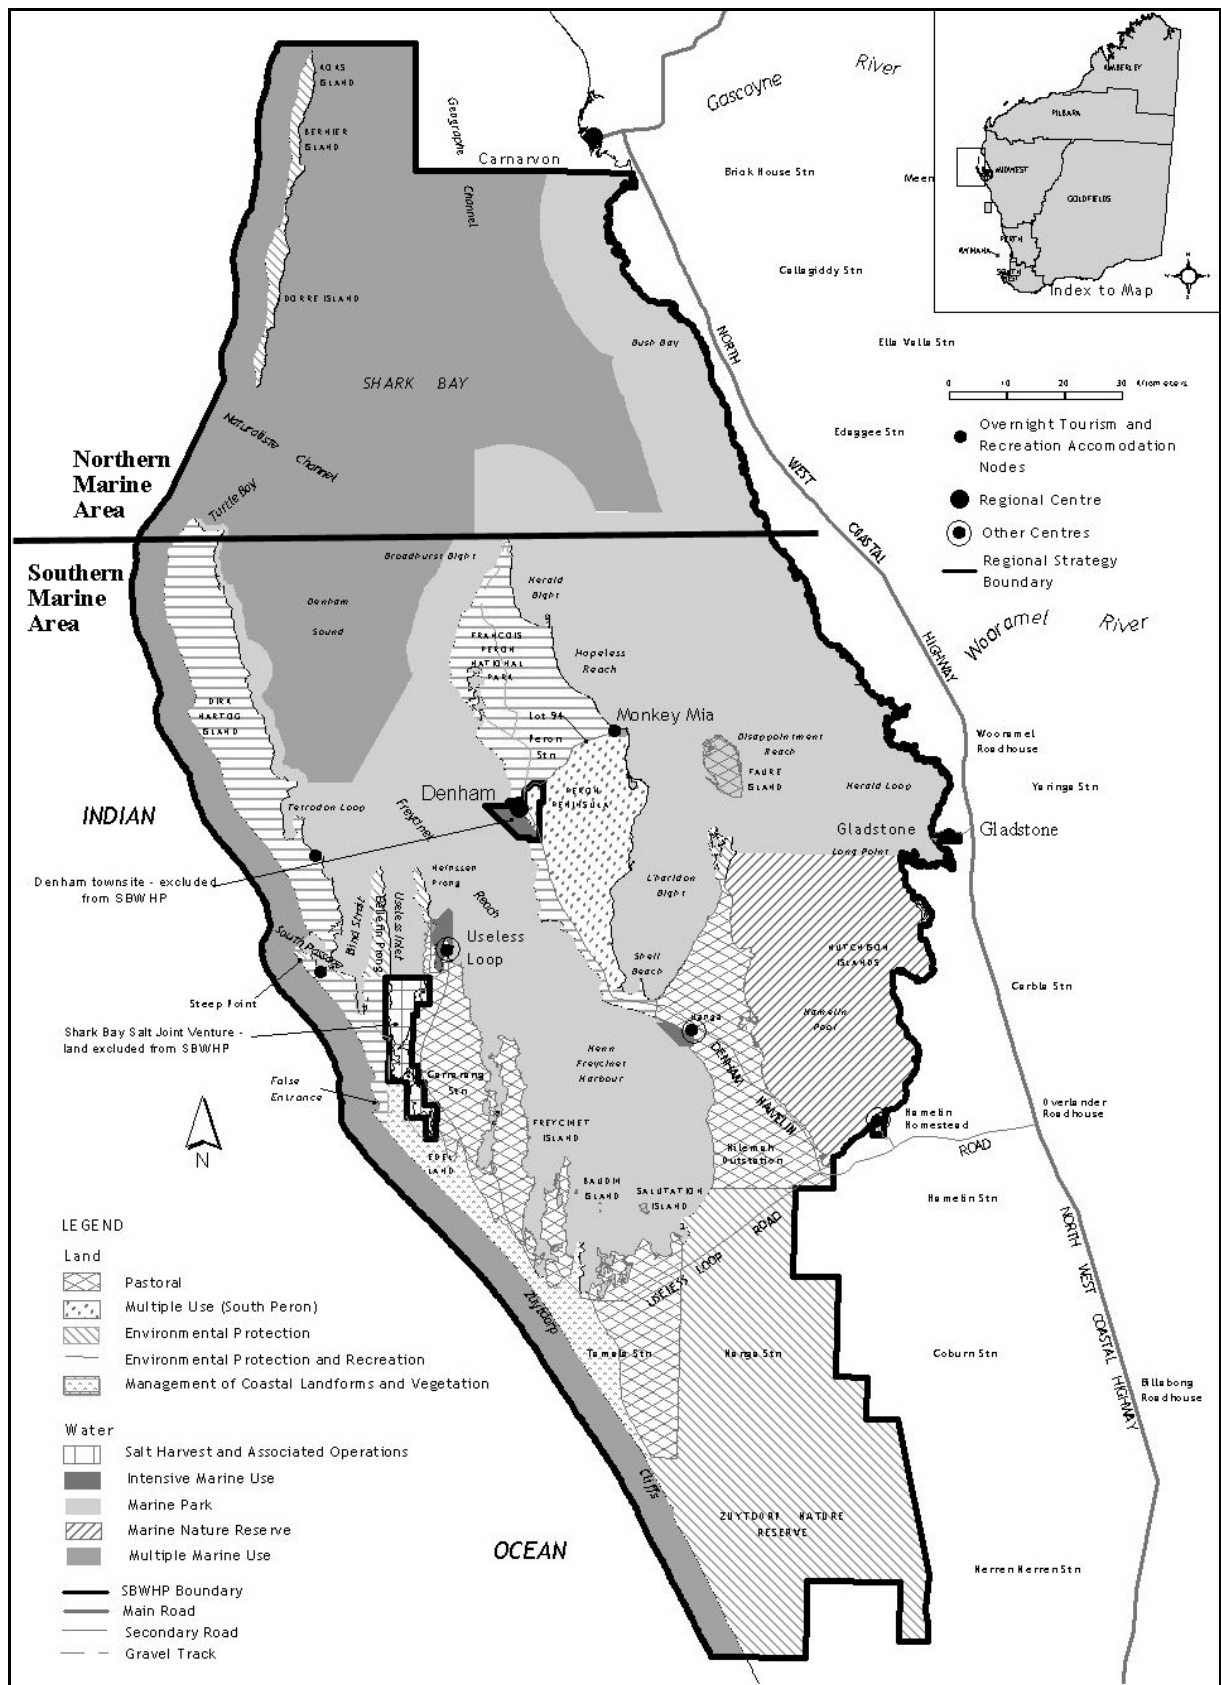 Gascoyne
River
KOKS
ISLAND
BERNIER
ISLAND
Geographe
Channel
Carnarvon
Brick House Stn
Meen
KIMBERLEY
PILBARA
MIDWEST
GOLDFIELDS
PERTH
SOUTH
WEST
Index to Map
Callagiddy Stn
DORRE ISLAND
Bush Bay
NORTH
Ella Valla Stn
SHARK BAY
0 10 20 30 Kilometers
Edaggee Stn
Overnight Tourism and
Recreation Accomodation
Nodes
Regional Centre
Other Centres
Regional Strategy
Boundary
Naturaliste
Channel
WEST
Northern
Marine
Area
Turtle Bay
COASTAL
Southern
Marine
Area
Broadhurst Bight
Herald
Bight
Denham
Sound
HIGHWAY
Wooramel
River
FRANCOIS
PERON
NATIONAL
PARK
Hopeless
Reach
DIRK
HARTOG
ISLAND
Lot 94
Peron
Stn
Monkey Mia
Disappointment
Reach
Wooramel
Roadhouse
FAURE
ISLAND
Herald Loop
Yaringa Stn
INDIAN
Denham
PERON
PENINSULA
Tetrodon Loop
Freycinet
Reach
Gladstone
Gladstone
Long Point
Denham townsite - excluded
from SBWHP
Heirisson
Prong
L'haridon
Bight
Blind Strait
Bellefin Prong
Useless Inlet
South Passage
Useless
Loop
Shell
Beach
HUTCHISON
ISLANDS
Steep Point
Carbla Stn
Hamelin
Pool
Nanga
Shark Bay Salt Joint Venture -
land excluded from SBWHP
Henri
Freycinet
Harbour
DENHAM
HAMELIN
ROAD
False
Entrance
Carrarang
Stn
Hamelin
Homestead
Overlander
Roadhouse
FREYCINET
ISLAND
Nilemah
Outstation
N
EDEL
LAND
BAUDIN
ISLAND
SALUTATION
ISLAND
Hamelin Stn
USELESS LOOP
ROAD
NORTH
WEST
COASTAL
HIGHWAY
LEGEND
Land
Pastoral
Multiple Use (South Peron)
Environmental Protection
Environmental Protection and Recreation
Management of Coastal Landforms and Vegetation
Zuytdorp
Cliffs
Tamala Stn
Nanga Stn
Coburn Stn
Billabong
Roadhouse
Water
Salt Harvest and Associated Operations
Intensive Marine Use
Marine Park
Marine Nature Reserve
Multiple Marine Use
ZUYTDORP NATURE
RESERVE
OCEAN
Nerren Nerren Stn
SBWHP Boundary
Main Road
Secondary Road
Gravel Track